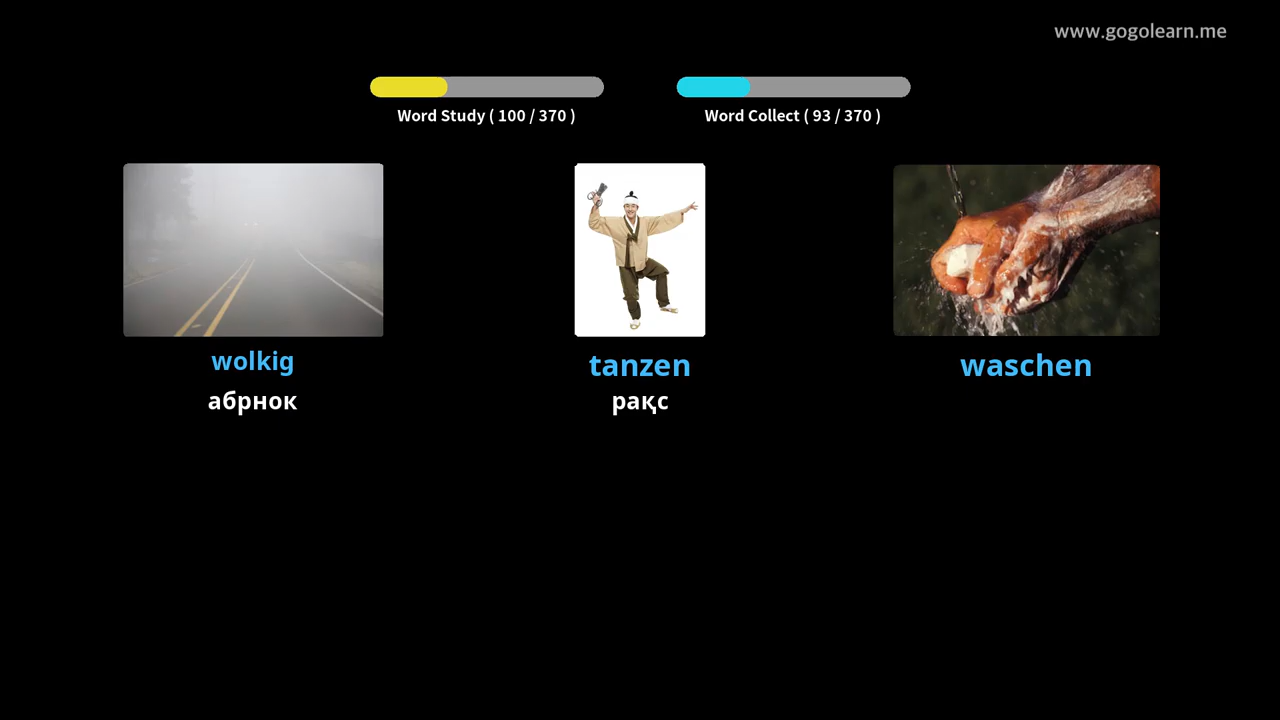 www.gogolearn.me
Word Study ( 100 / 370 )
Word Collect ( 93 / 370 )
wolkig
tanzen
waschen
абрнок
рақс